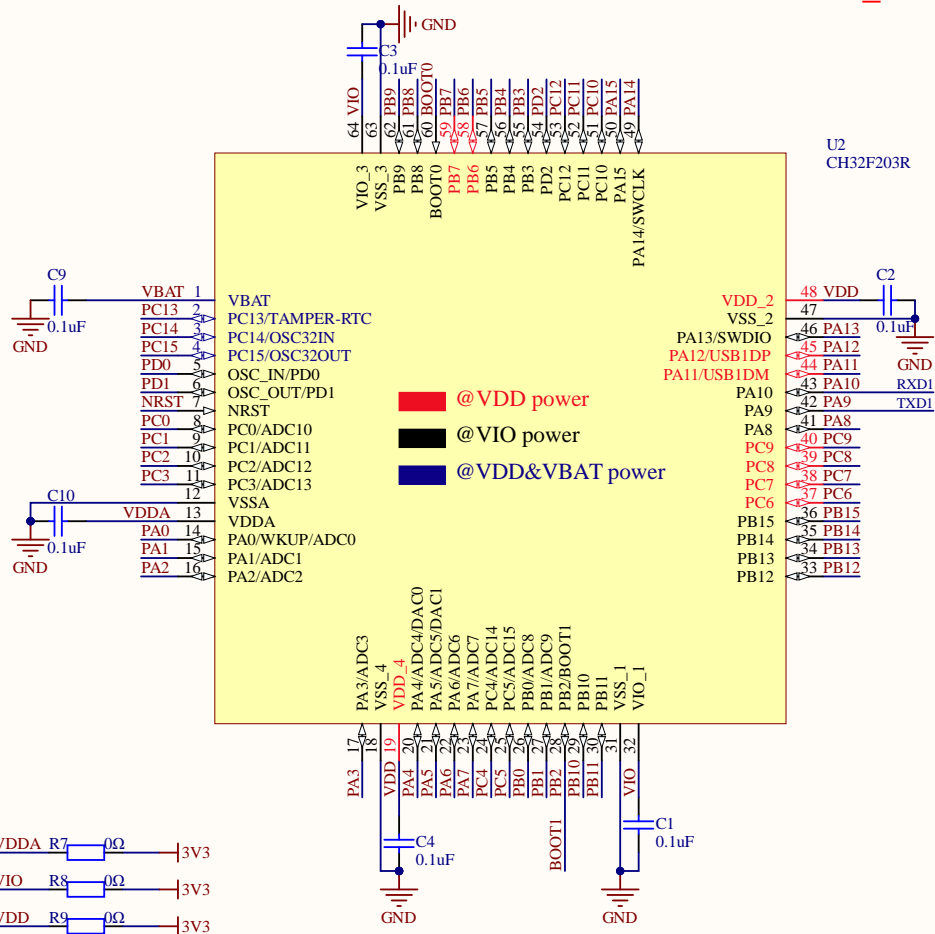 GND
C3
0.1uF
VIO
PB9
PB8
BOOT0
PB7
PB6
PB5
PB4
PB3
PD2
PC12
PC11
PC10
PA15
PA14
64
63
62
61
60
59
58
57
56
55
54
53
52
51
50
49
U2
CH32F203R
VIO_3
VSS_3
PB9
PB8
BOOT0
PB7
PB6
PB5
PB4
PB3
PD2
PC12
PC11
PC10
PA15
PA14/SWCLK
C9
0.1uF
GND
VBAT 1 VBAT
PC13 2 PC13/TAMPER-RTC
PC14 3 PC14/OSC32IN
PC15 4 PC15/OSC32OUT
PD0 5 OSC_IN/PD0
PD1 6 OSC_OUT/PD1
NRST 7 NRST
PC0 8 PC0/ADC10
PC1 9 PC1/ADC11
PC2 10 PC2/ADC12
PC3 11 PC3/ADC13
12 VSSA
VDDA 13 VDDA
PA0 14 PA0/WKUP/ADC0
PA1 15 PA1/ADC1
PA2 16 PA2/ADC2
C10
0.1uF
GND
@VDD power
@VIO power
@VDD&VBAT power
VDD_2 48 VDD
VSS_2 47
PA13/SWDIO 46 PA13
PA12/USB1DP 45 PA12
PA11/USB1DM 44 PA11
PA10 43 PA10 RXD1
PA9 42 PA9 TXD1
PA8 41 PA8
PC9 40 PC9
PC8 39 PC8
PC7 38 PC7
PC6 37 PC6
PB15 36 PB15
PB14 35 PB14
PB13 34 PB13
PB12 33 PB12
C2
0.1uF
GND
PA3/ADC3
VSS_4
VDD_4
PA4/ADC4/DAC0
PA5/ADC5/DAC1
PA6/ADC6
PA7/ADC7
PC4/ADC14
PC5/ADC15
PB0/ADC8
PB1/ADC9
PB2/BOOT1
PB10
PB11
VSS_1
VIO_1
17
18
19
20
21
22
23
24
25
26
27
28
29
30
31
32
PA3
VDD
PA4
PA5
PA6
PA7
PC4
PC5
PB0
PB1
PB2
PB10
PB11
VIO
BOOT1
C4
0.1uF
GND
C1
0.1uF
GND
VDDA R7 0Ω 3V3
VIO R8 0Ω 3V3
VDD R9 0Ω 3V3